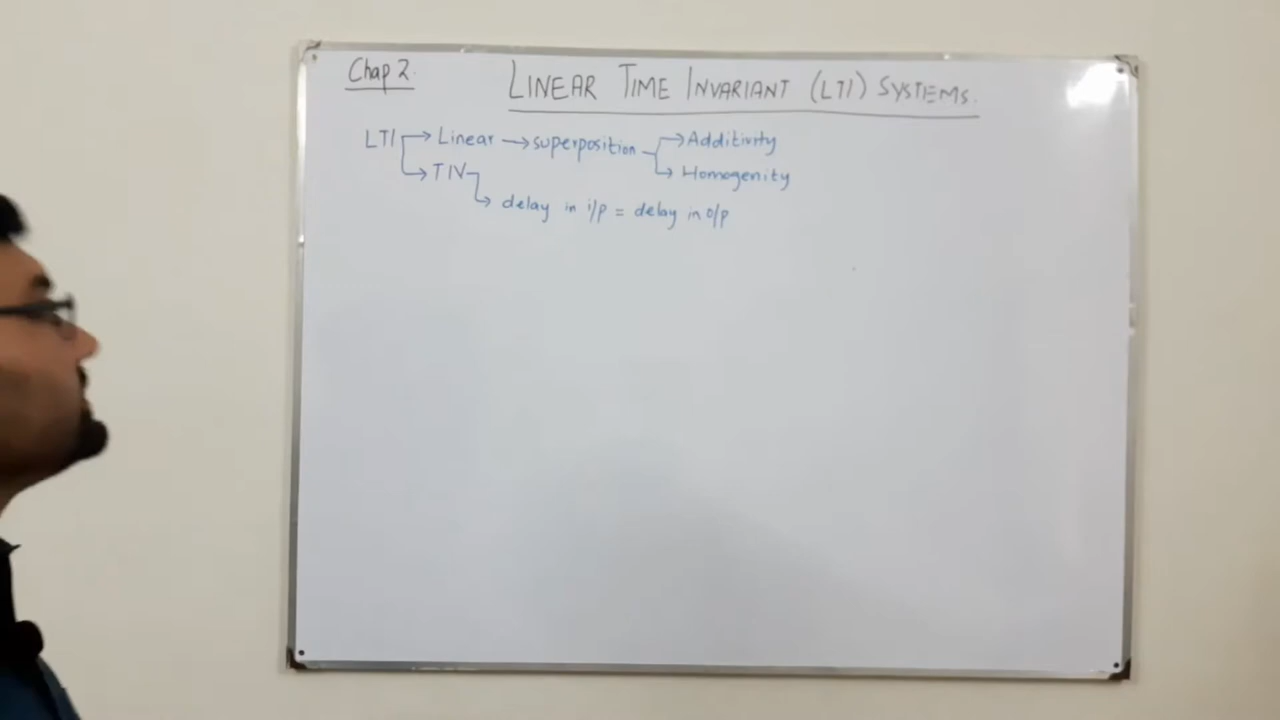 Chap 2.
LINEAR TIME INVARIANT (LTI) SYSTEMS.
LTI → Linear → superposition → Additivity
→ Homogenity
→ TIV
→ delay in i/p = delay in o/p